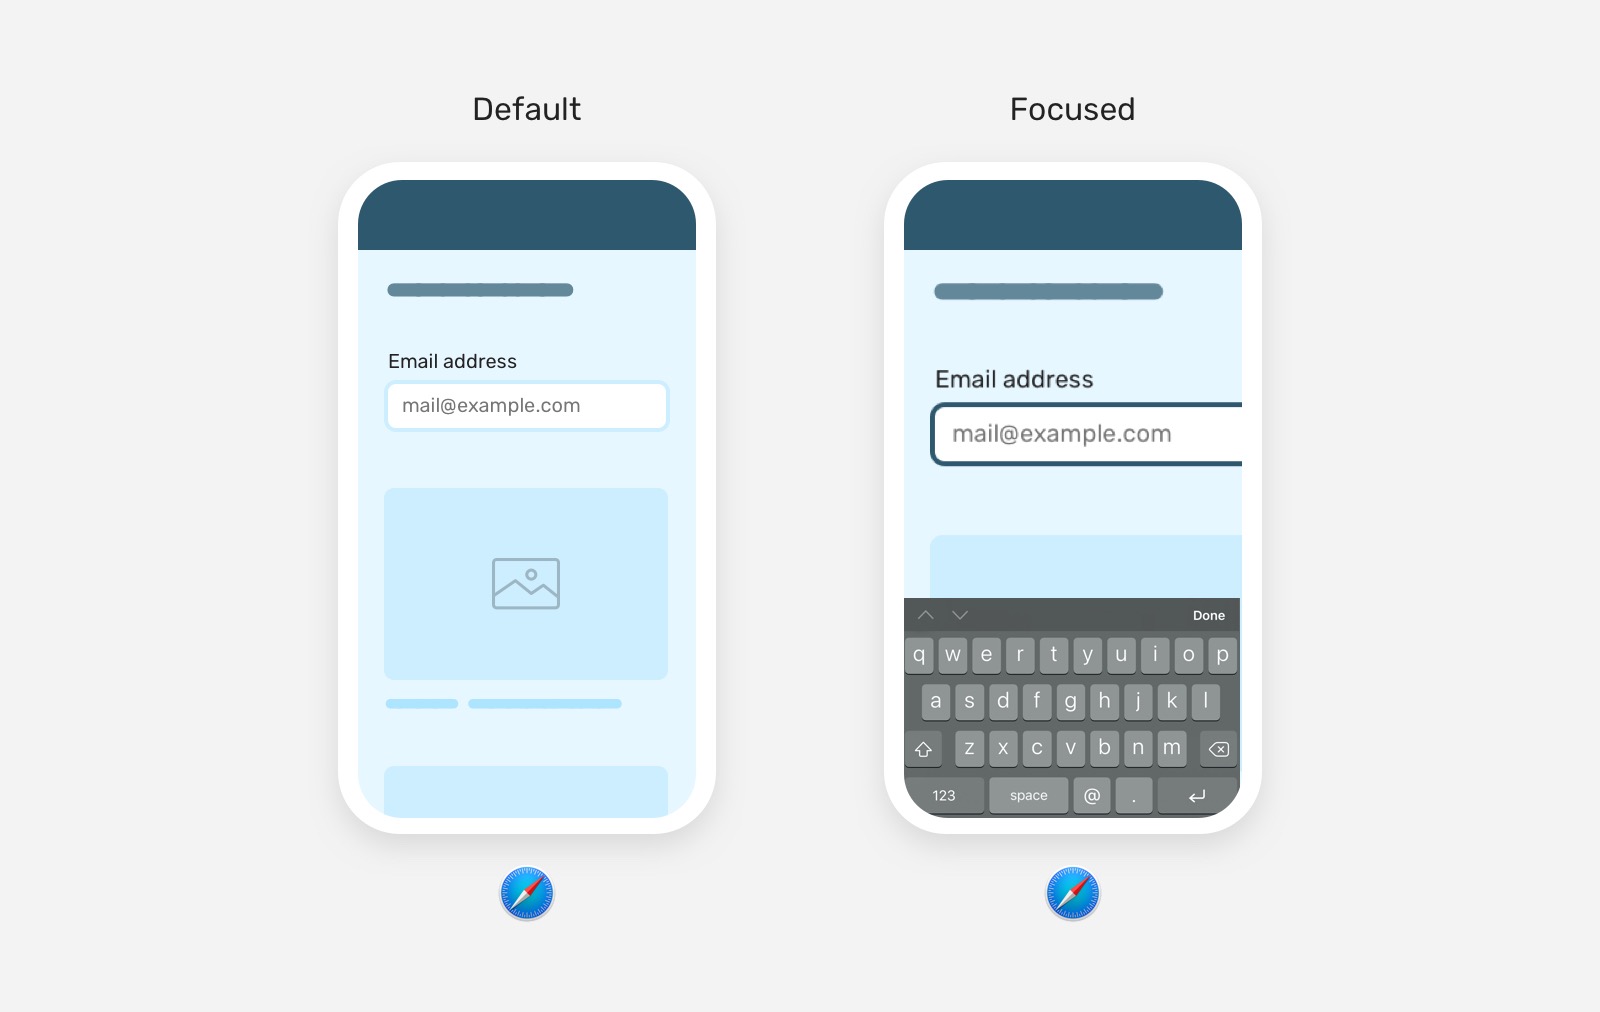 Default
Email address
mail@example.com
Focused
Email address
mail@example.com
Done
q w e r t y u i o p
a s d f g h j k l
z x c v b n m
123 space @ .